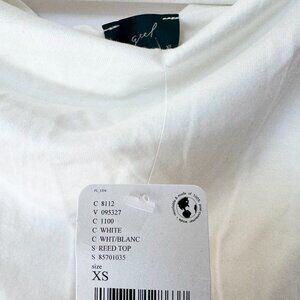 C 8112
V 095327
C 1100
C WHITE
C WHT/BLANC
S REED TOP
S 85701035
size
XS